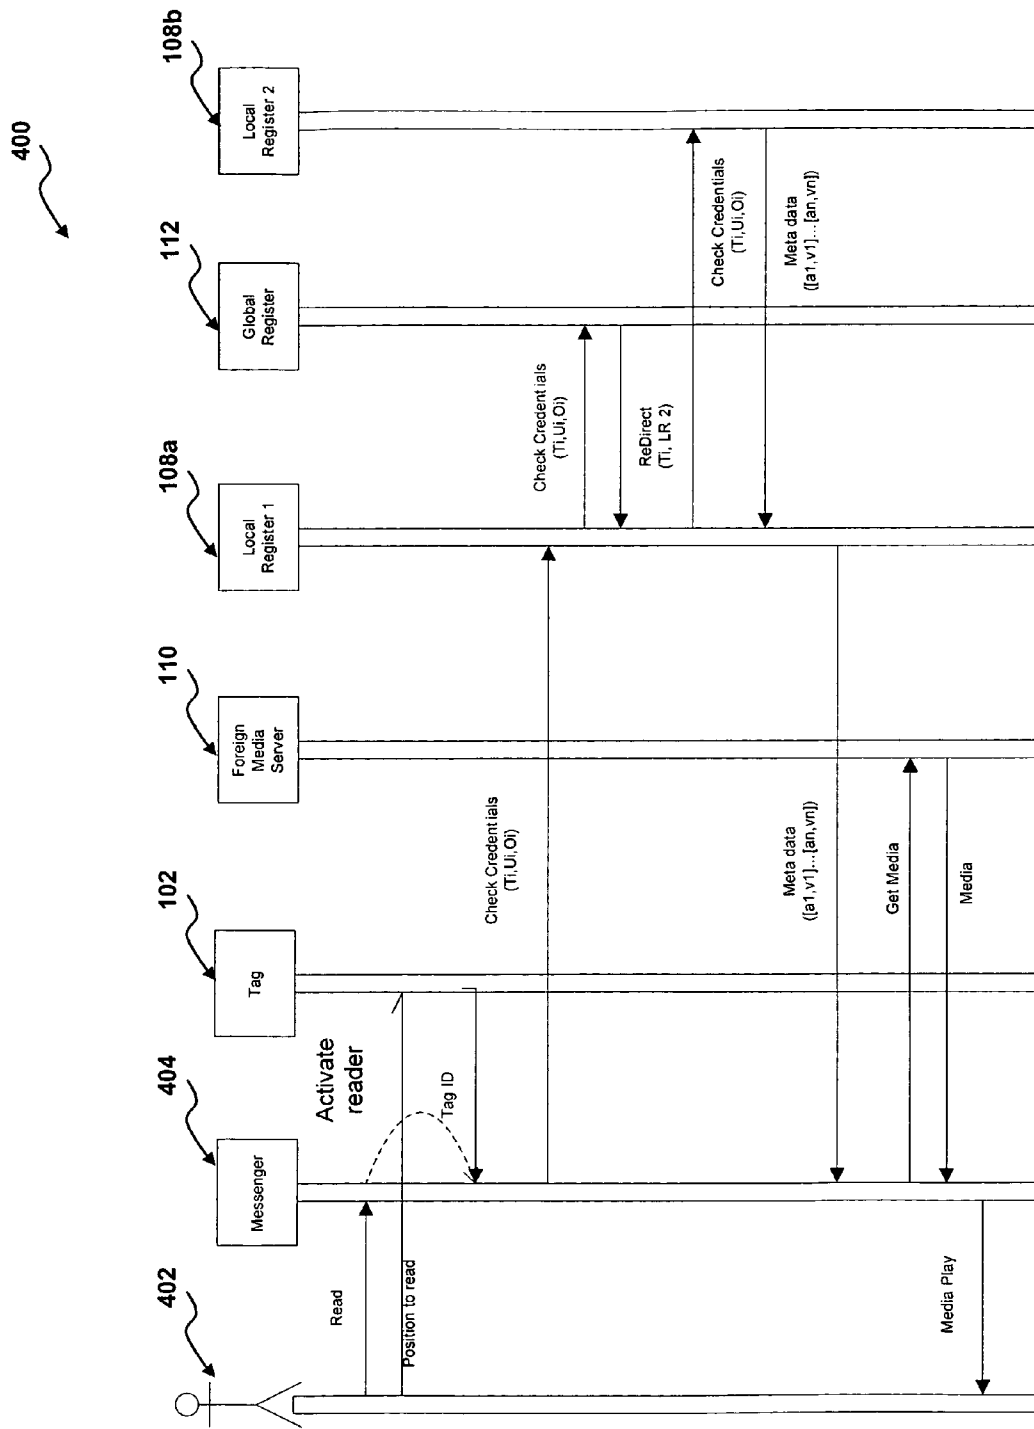 400
402
404
102
110
108a
112
108b
Messenger
Tag
Foreign
Media
Server
Local
Register 1
Global
Register
Local
Register 2
Read
Activate
reader
Position to read
Tag ID
Check Credentials
(Ti,Ui,Oi)
Check Credentials
(Ti,Ui,Oi)
ReDirect
(Ti, LR 2)
Check Credentials
(Ti,Ui,Oi)
Meta data
([a1,v1]...[an,vn])
Meta data
([a1,v1]...[an,vn])
Get Media
Media
Media Play